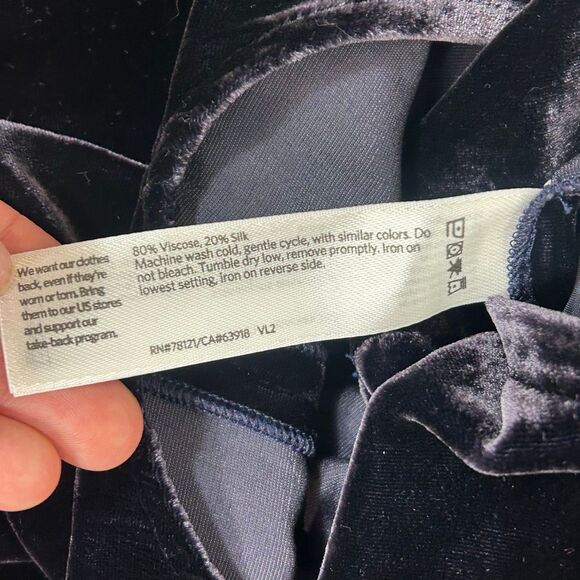 We want our clothes
back, even if they're
worn or torn. Bring
them to our US stores
and support our
take-back program.
80% Viscose, 20% Silk
Machine wash cold, gentle cycle, with similar colors. Do
not bleach. Tumble dry low, remove promptly. Iron on
lowest setting, iron on reverse side.
RN#78121/CA#63918 VL2